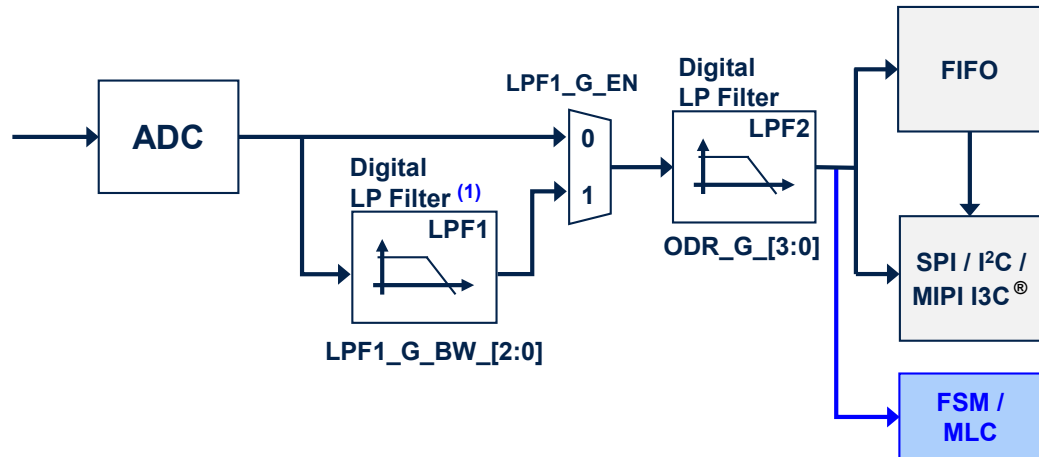 ADC
Digital
LP Filter (1)
LPF1
LPF1_G_BW_[2:0]
LPF1_G_EN
0
1
Digital
LP Filter
LPF2
ODR_G_[3:0]
FIFO
SPI / I²C /
MIPI I3C ®
FSM /
MLC